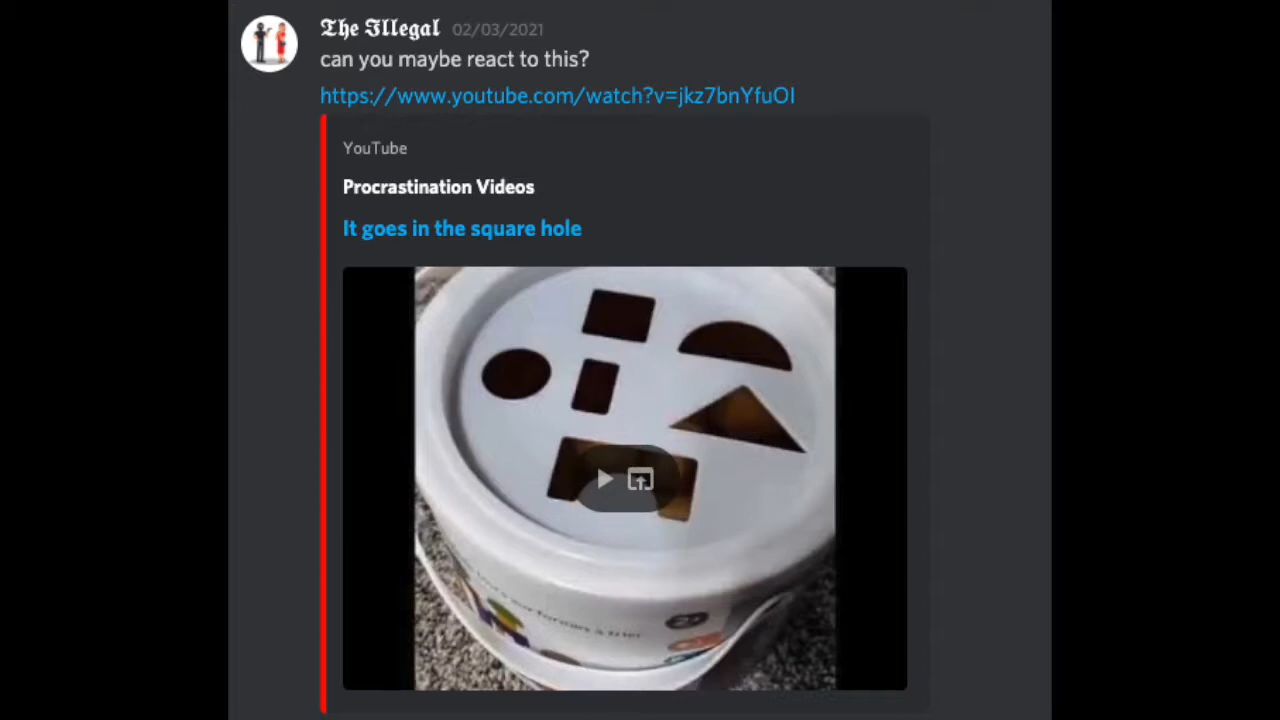 The Illegal 02/03/2021
can you maybe react to this?
https://www.youtube.com/watch?v=jkz7bnYfuOI
YouTube
Procrastination Videos
It goes in the square hole